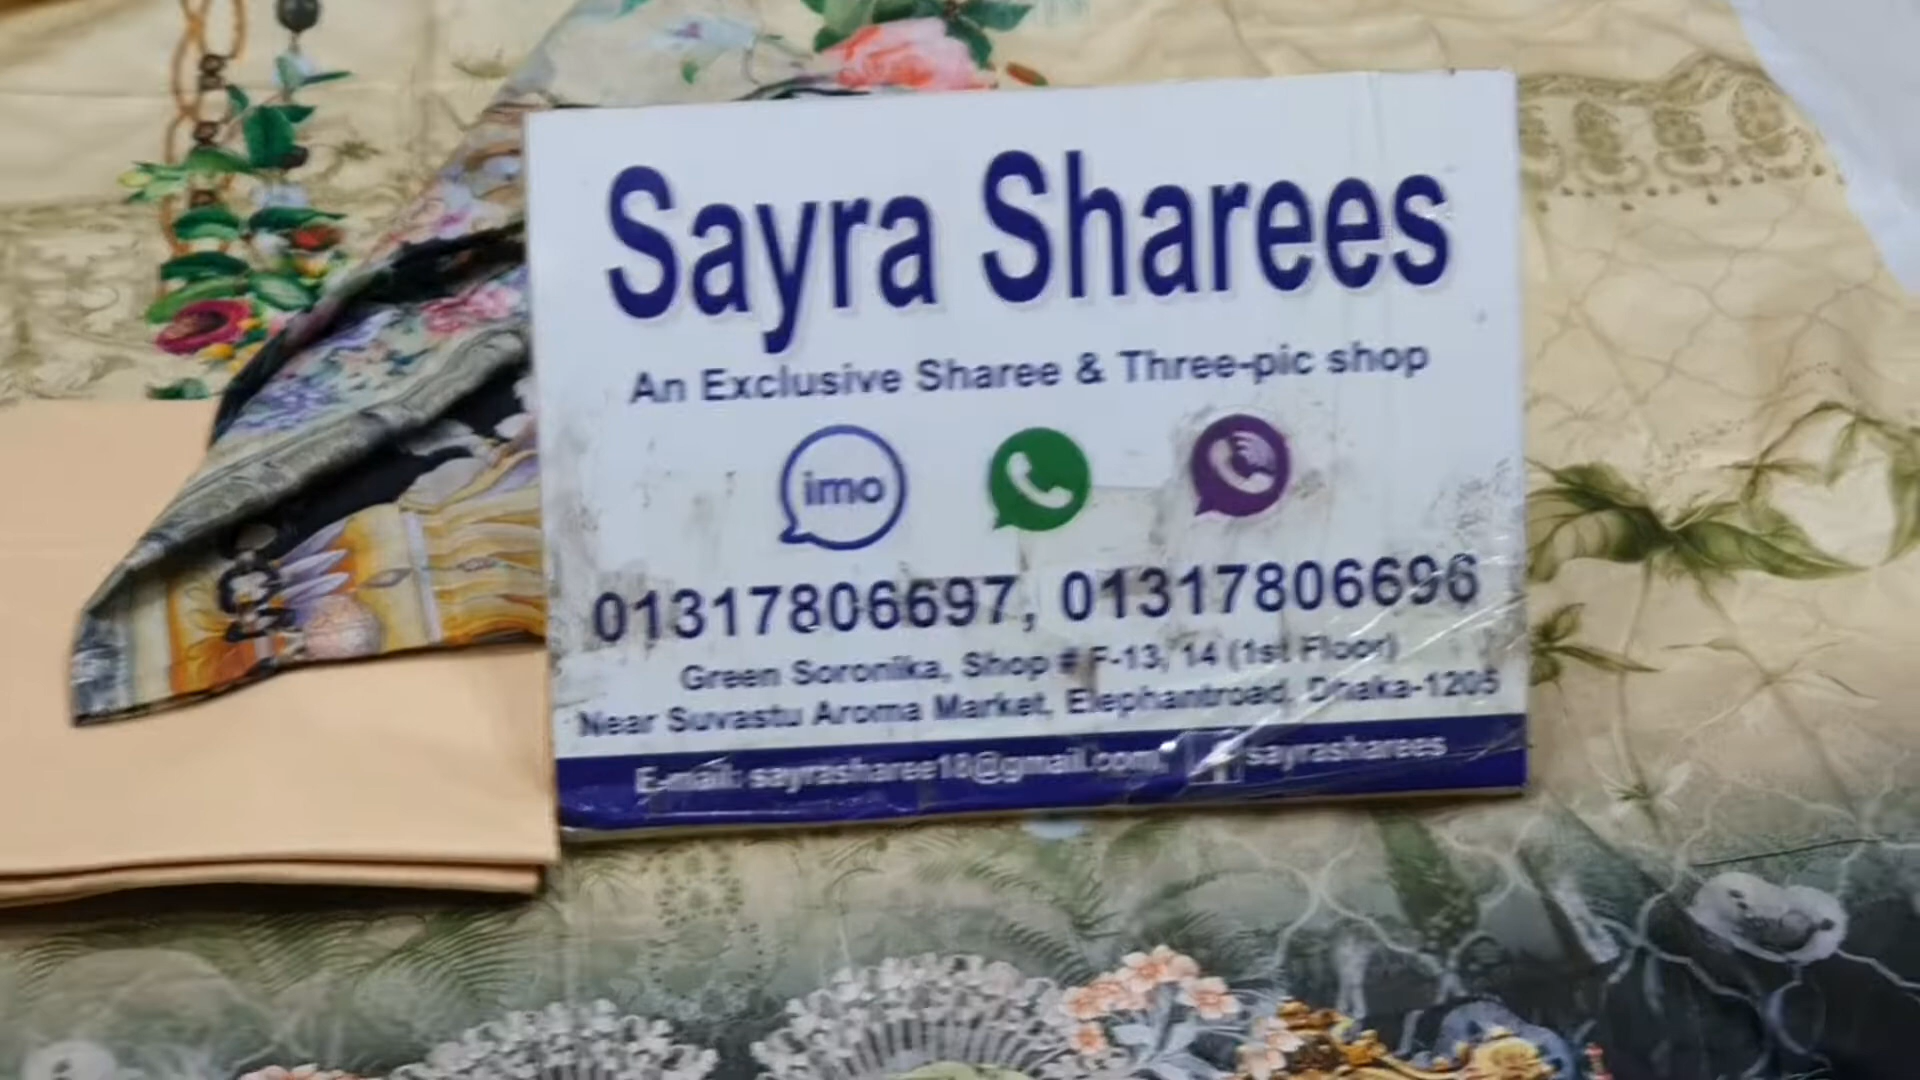 Sayra Sharees
An Exclusive Sharee & Three-pic shop
imo
01317806697, 01317806696
Green Soronika, Shop # F-13, 14 (1st Floor)
Near Suvastu Aroma Market, Elephantroad, Dhaka-1205
E-mail: sayrasharee18@gmail.com, f sayrasharees